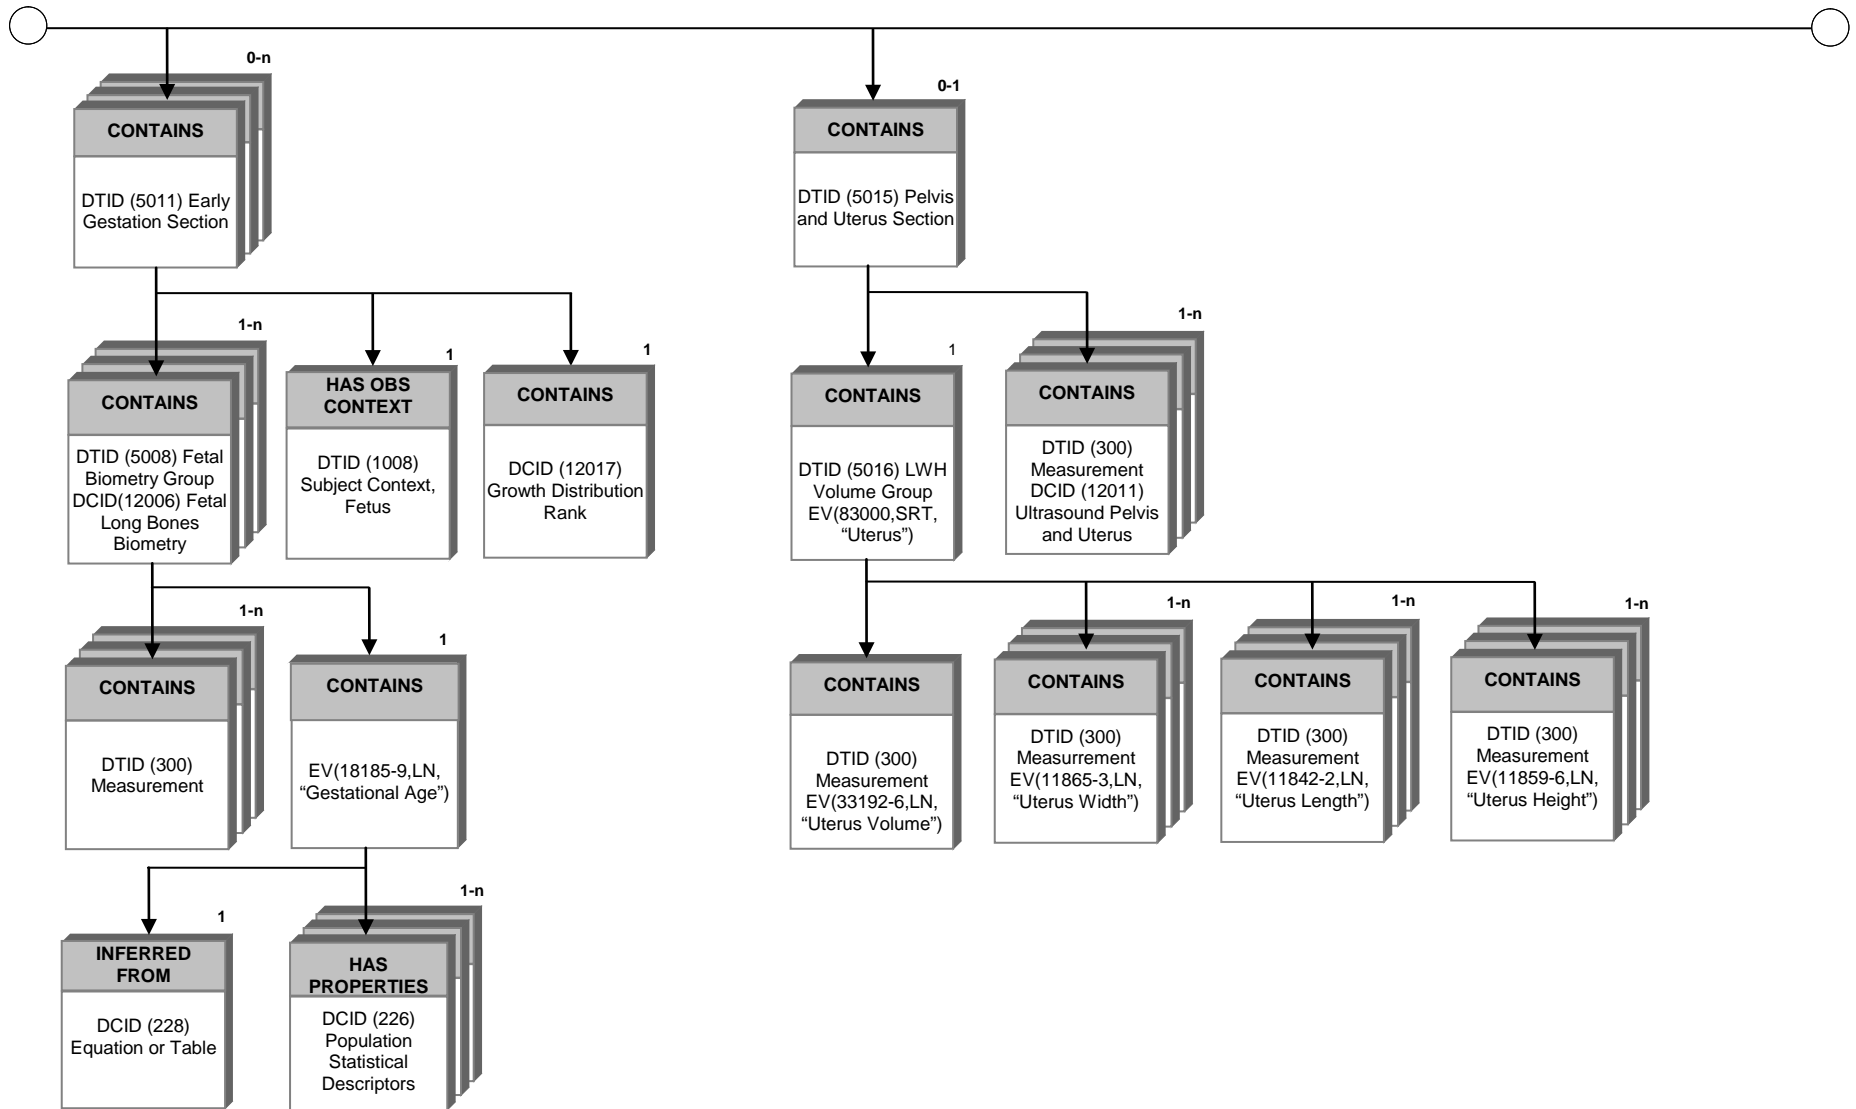 0-n
CONTAINS
DTID (5011) Early
Gestation Section
0-1
CONTAINS
DTID (5015) Pelvis
and Uterus Section
1-n
CONTAINS
DTID (5008) Fetal
Biometry Group
DCID(12006) Fetal
Long Bones
Biometry
1
HAS OBS
CONTEXT
DTID (1008)
Subject Context,
Fetus
1
CONTAINS
DCID (12017)
Growth Distribution
Rank
1
CONTAINS
DTID (5016) LWH
Volume Group
EV(83000,SRT,
“Uterus”)
1-n
CONTAINS
DTID (300)
Measurement
DCID (12011)
Ultrasound Pelvis
and Uterus
1-n
CONTAINS
DTID (300)
Measurement
1
CONTAINS
EV(18185-9,LN,
“Gestational Age”)
CONTAINS
DTID (300)
Measurement
EV(33192-6,LN,
“Uterus Volume”)
1-n
CONTAINS
DTID (300)
Measurrement
EV(11865-3,LN,
“Uterus Width”)
1-n
CONTAINS
DTID (300)
Measurement
EV(11842-2,LN,
“Uterus Length”)
1-n
CONTAINS
DTID (300)
Measurement
EV(11859-6,LN,
“Uterus Height”)
1
INFERRED
FROM
DCID (228)
Equation or Table
1-n
HAS
PROPERTIES
DCID (226)
Population
Statistical
Descriptors